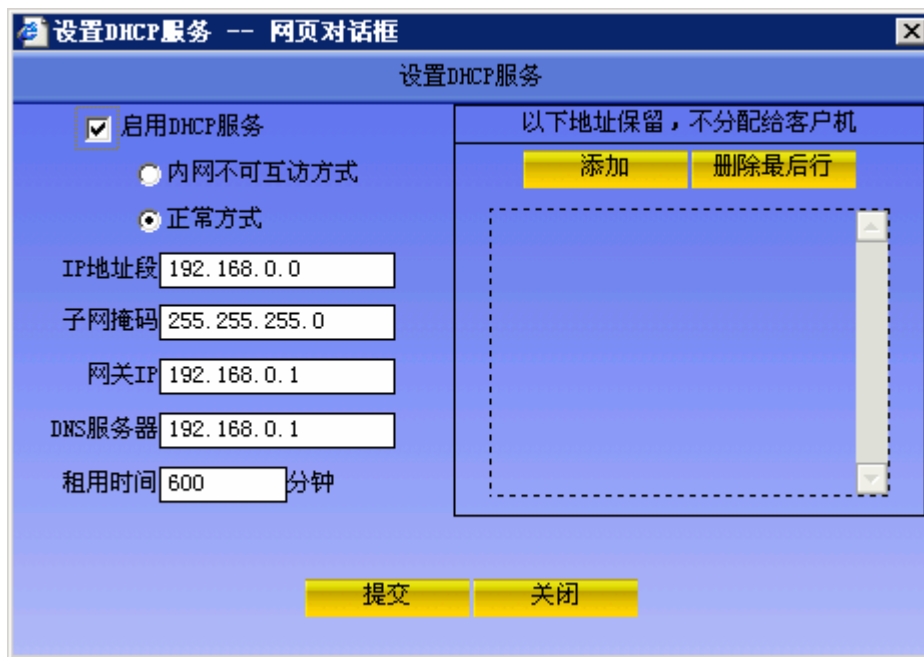 设置DHCP服务 -- 网页对话框
设置DHCP服务
启用DHCP服务
内网不可互访方式
正常方式
IP地址段 192.168.0.0
子网掩码 255.255.255.0
网关IP 192.168.0.1
DNS服务器 192.168.0.1
租用时间 600 分钟
以下地址保留，不分配给客户机
添加 删除最后行
提交 关闭